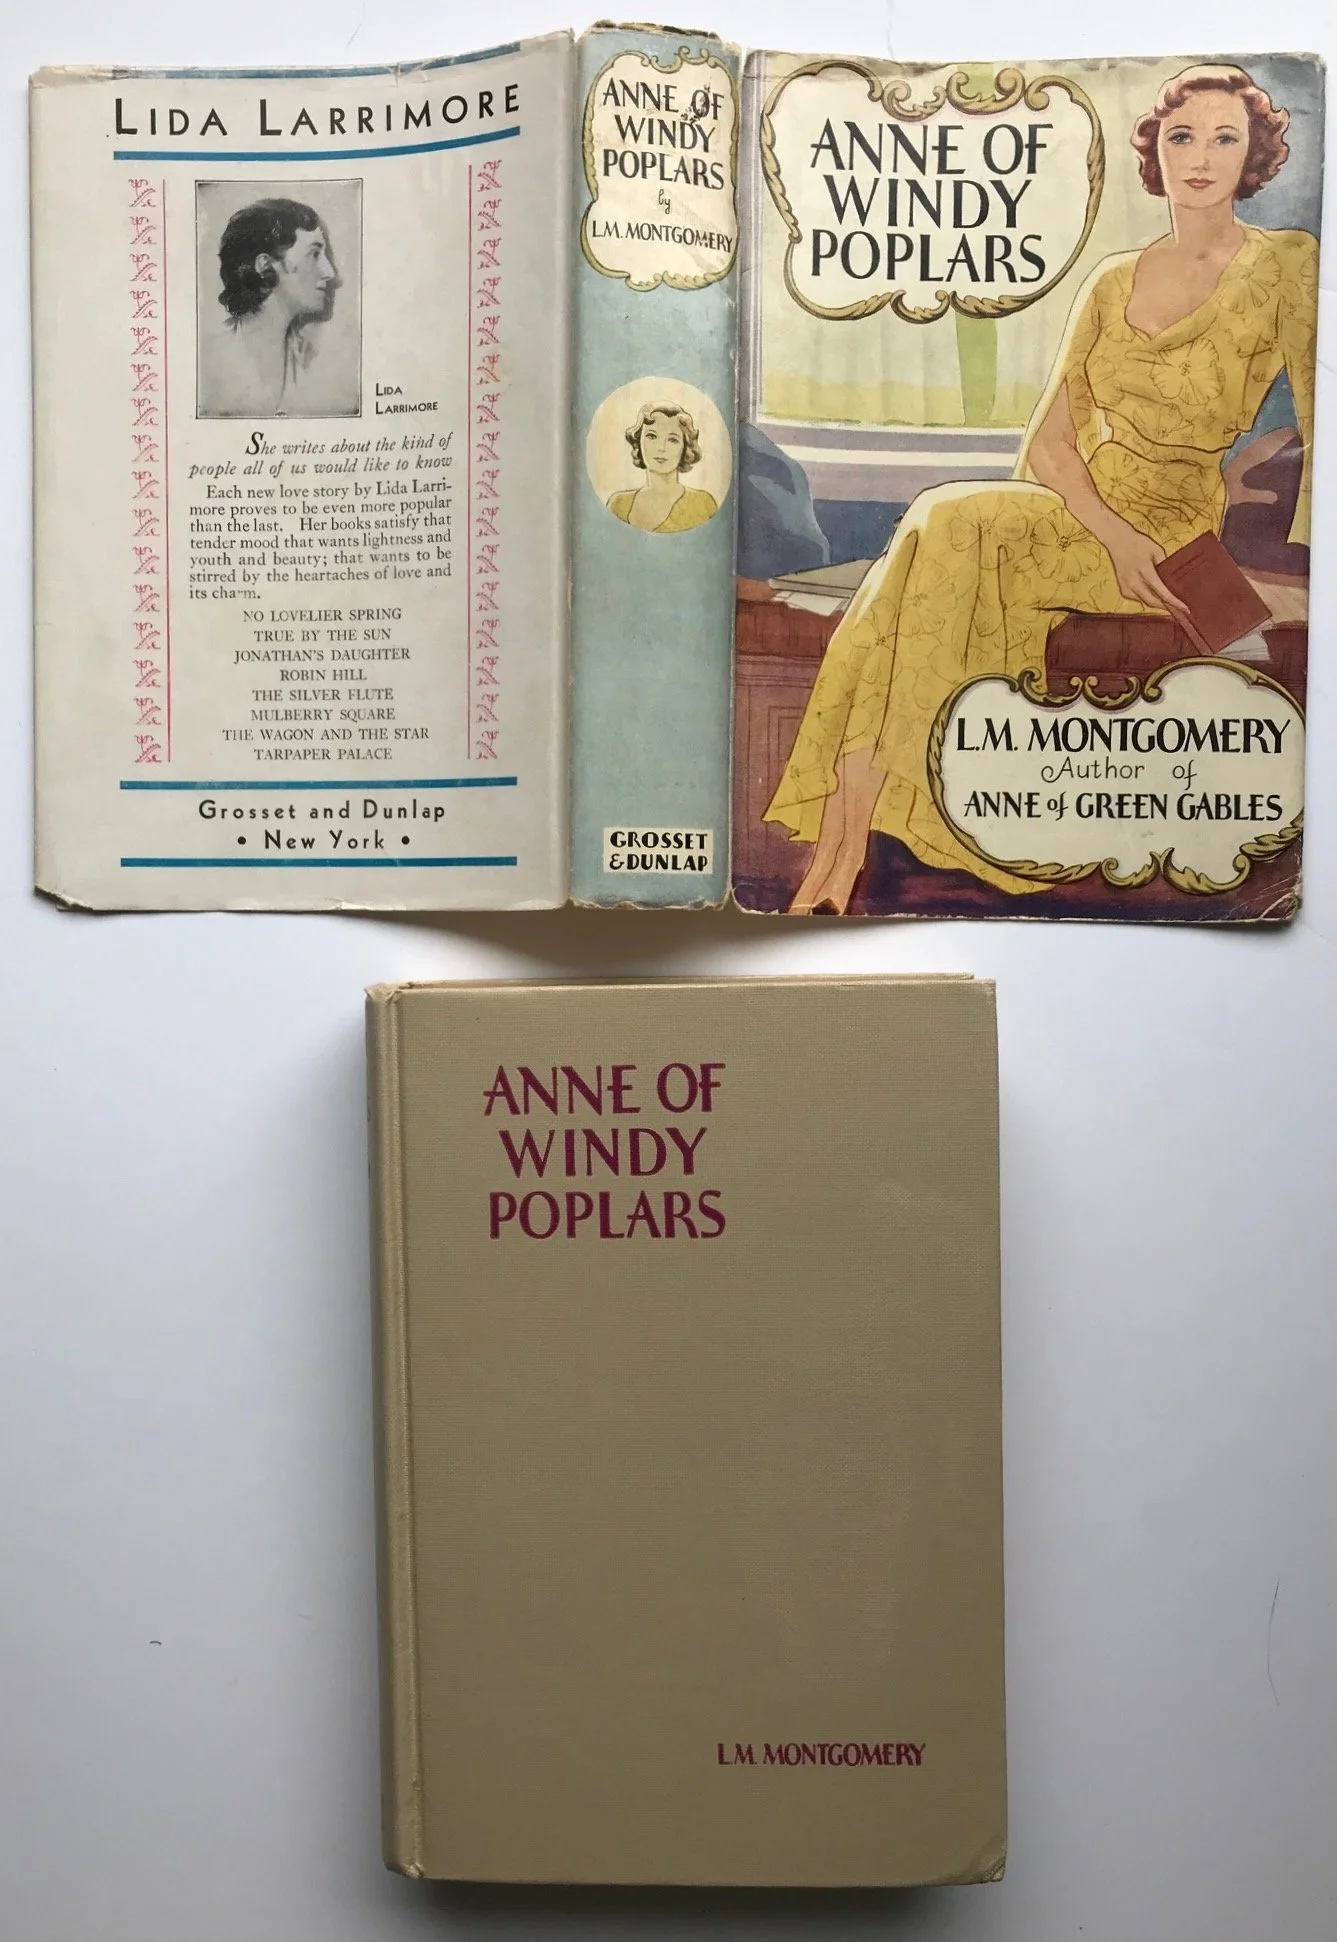 LIDA LARRIMORE
LIDA
LARRIMORE
She writes about the kind of
people all of us would like to know
Each new love story by Lida Larri-
more proves to be even more popular
than the last. Her books satisfy that
tender mood that wants lightness and
youth and beauty; that wants to be
stirred by the heartaches of love and
its charm.
NO LOVELIER SPRING
TRUE BY THE SUN
JONATHAN'S DAUGHTER
ROBIN HILL
THE SILVER FLUTE
MULBERRY SQUARE
THE WAGON AND THE STAR
TARPAPER PALACE
Grosset and Dunlap
• New York •
ANNE OF
WINDY
POPLARS
by
L.M. MONTGOMERY
GROSSET
& DUNLAP
ANNE OF
WINDY
POPLARS
L.M. MONTGOMERY
Author of
ANNE of GREEN GABLES
ANNE OF
WINDY
POPLARS
L.M. MONTGOMERY